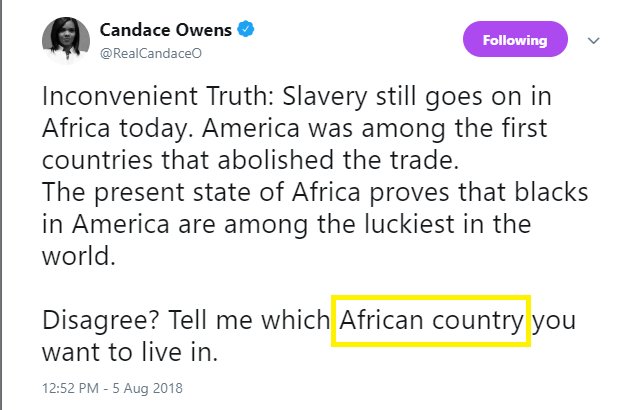 Candace Owens
@RealCandaceO
Following
Inconvenient Truth: Slavery still goes on in
Africa today. America was among the first
countries that abolished the trade.
The present state of Africa proves that blacks
in America are among the luckiest in the
world.
Disagree? Tell me which African country you
want to live in.
12:52 PM - 5 Aug 2018